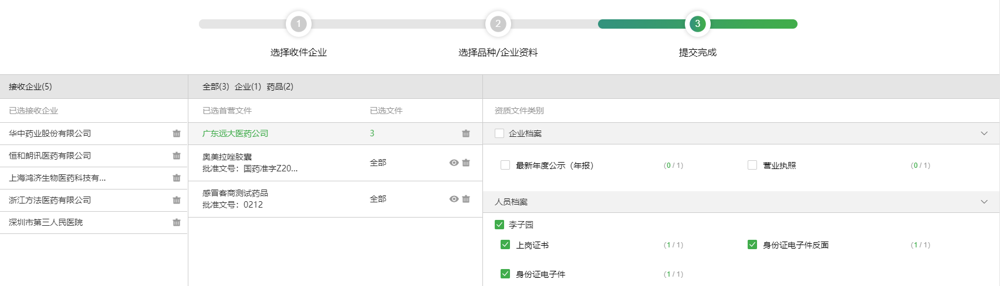 1
2
3
选择收件企业
选择品种/企业资料
提交完成
接收企业(5)
全部(3) 企业(1) 药品(2)
已选接收企业
已选首营文件
已选文件
资质文件类别
华中药业股份有限公司
广东远大医药公司
3
企业档案
恒和朗讯医药有限公司
奥美拉唑胶囊
批准文号：国药准字Z20...
全部
最新年度公示（年报）
(0 / 1)
营业执照
(0 / 1)
上海鸿济生物医药科技有...
浙江方法医药有限公司
感冒客商测试药品
批准文号：0212
全部
人员档案
深圳市第三人民医院
李子园
上岗证书
(1 / 1)
身份证电子件反面
(1 / 1)
身份证电子件
(1 / 1)